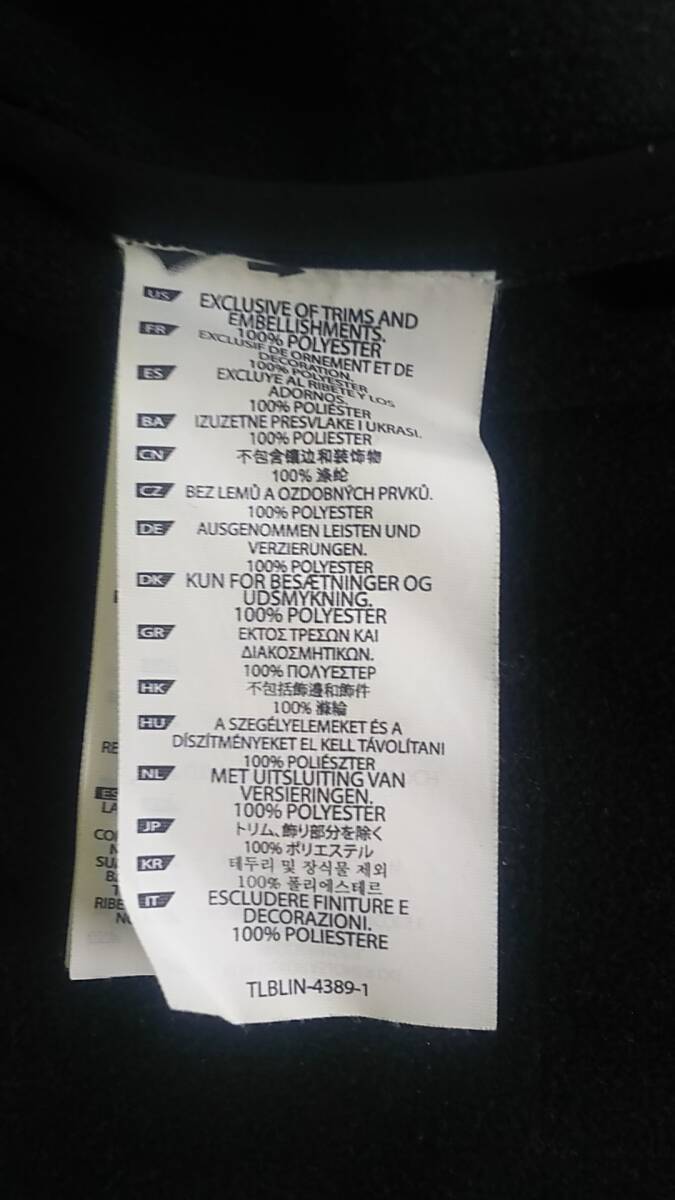 US EXCLUSIVE OF TRIMS AND
EMBELLISHMENTS.
100% POLYESTER
FR EXCLUSIF DE ORNEMENT ET DE
DECORATION.
100% POLYESTER
ES EXCLUYE AL RIBETE Y LOS
ADORNOS.
100% POLIÉSTER
BA IZUZETNE PRESVLAKE I UKRASI.
100% POLIESTER
CN 不包含镶边和装饰物
100% 涤纶
CZ BEZ LEMŮ A OZDOBNÝCH PRVKŮ.
100% POLYESTER
DE AUSGENOMMEN LEISTEN UND
VERZIERUNGEN.
100% POLYESTER
DK KUN FOR BESÆTNINGER OG
UDSMYKNING.
100% POLYESTER
GR ΕΚΤΟΣ ΤΡΕΣΩΝ ΚΑΙ
ΔΙΑΚΟΣΜΗΤΙΚΩΝ.
100% ΠΟΛΥΕΣΤΕΡ
HK 不包括飾邊和飾件
100% 滌綸
HU A SZEGÉLYELEMEKET ÉS A
DÍSZÍTMÉNYEKET EL KELL TÁVOLÍTANI
100% POLIÉSZTER
NL MET UITSLUITING VAN
VERSIERINGEN.
100% POLYESTER
JP トリム、飾り部分を除く
100% ポリエステル
KR 테두리 및 장식물 제외
100% 폴리에스테르
IT ESCLUDERE FINITURE E
DECORAZIONI.
100% POLIESTERE
TLBLIN-4389-1
RE
ES
LA
CO
SU
RIBE